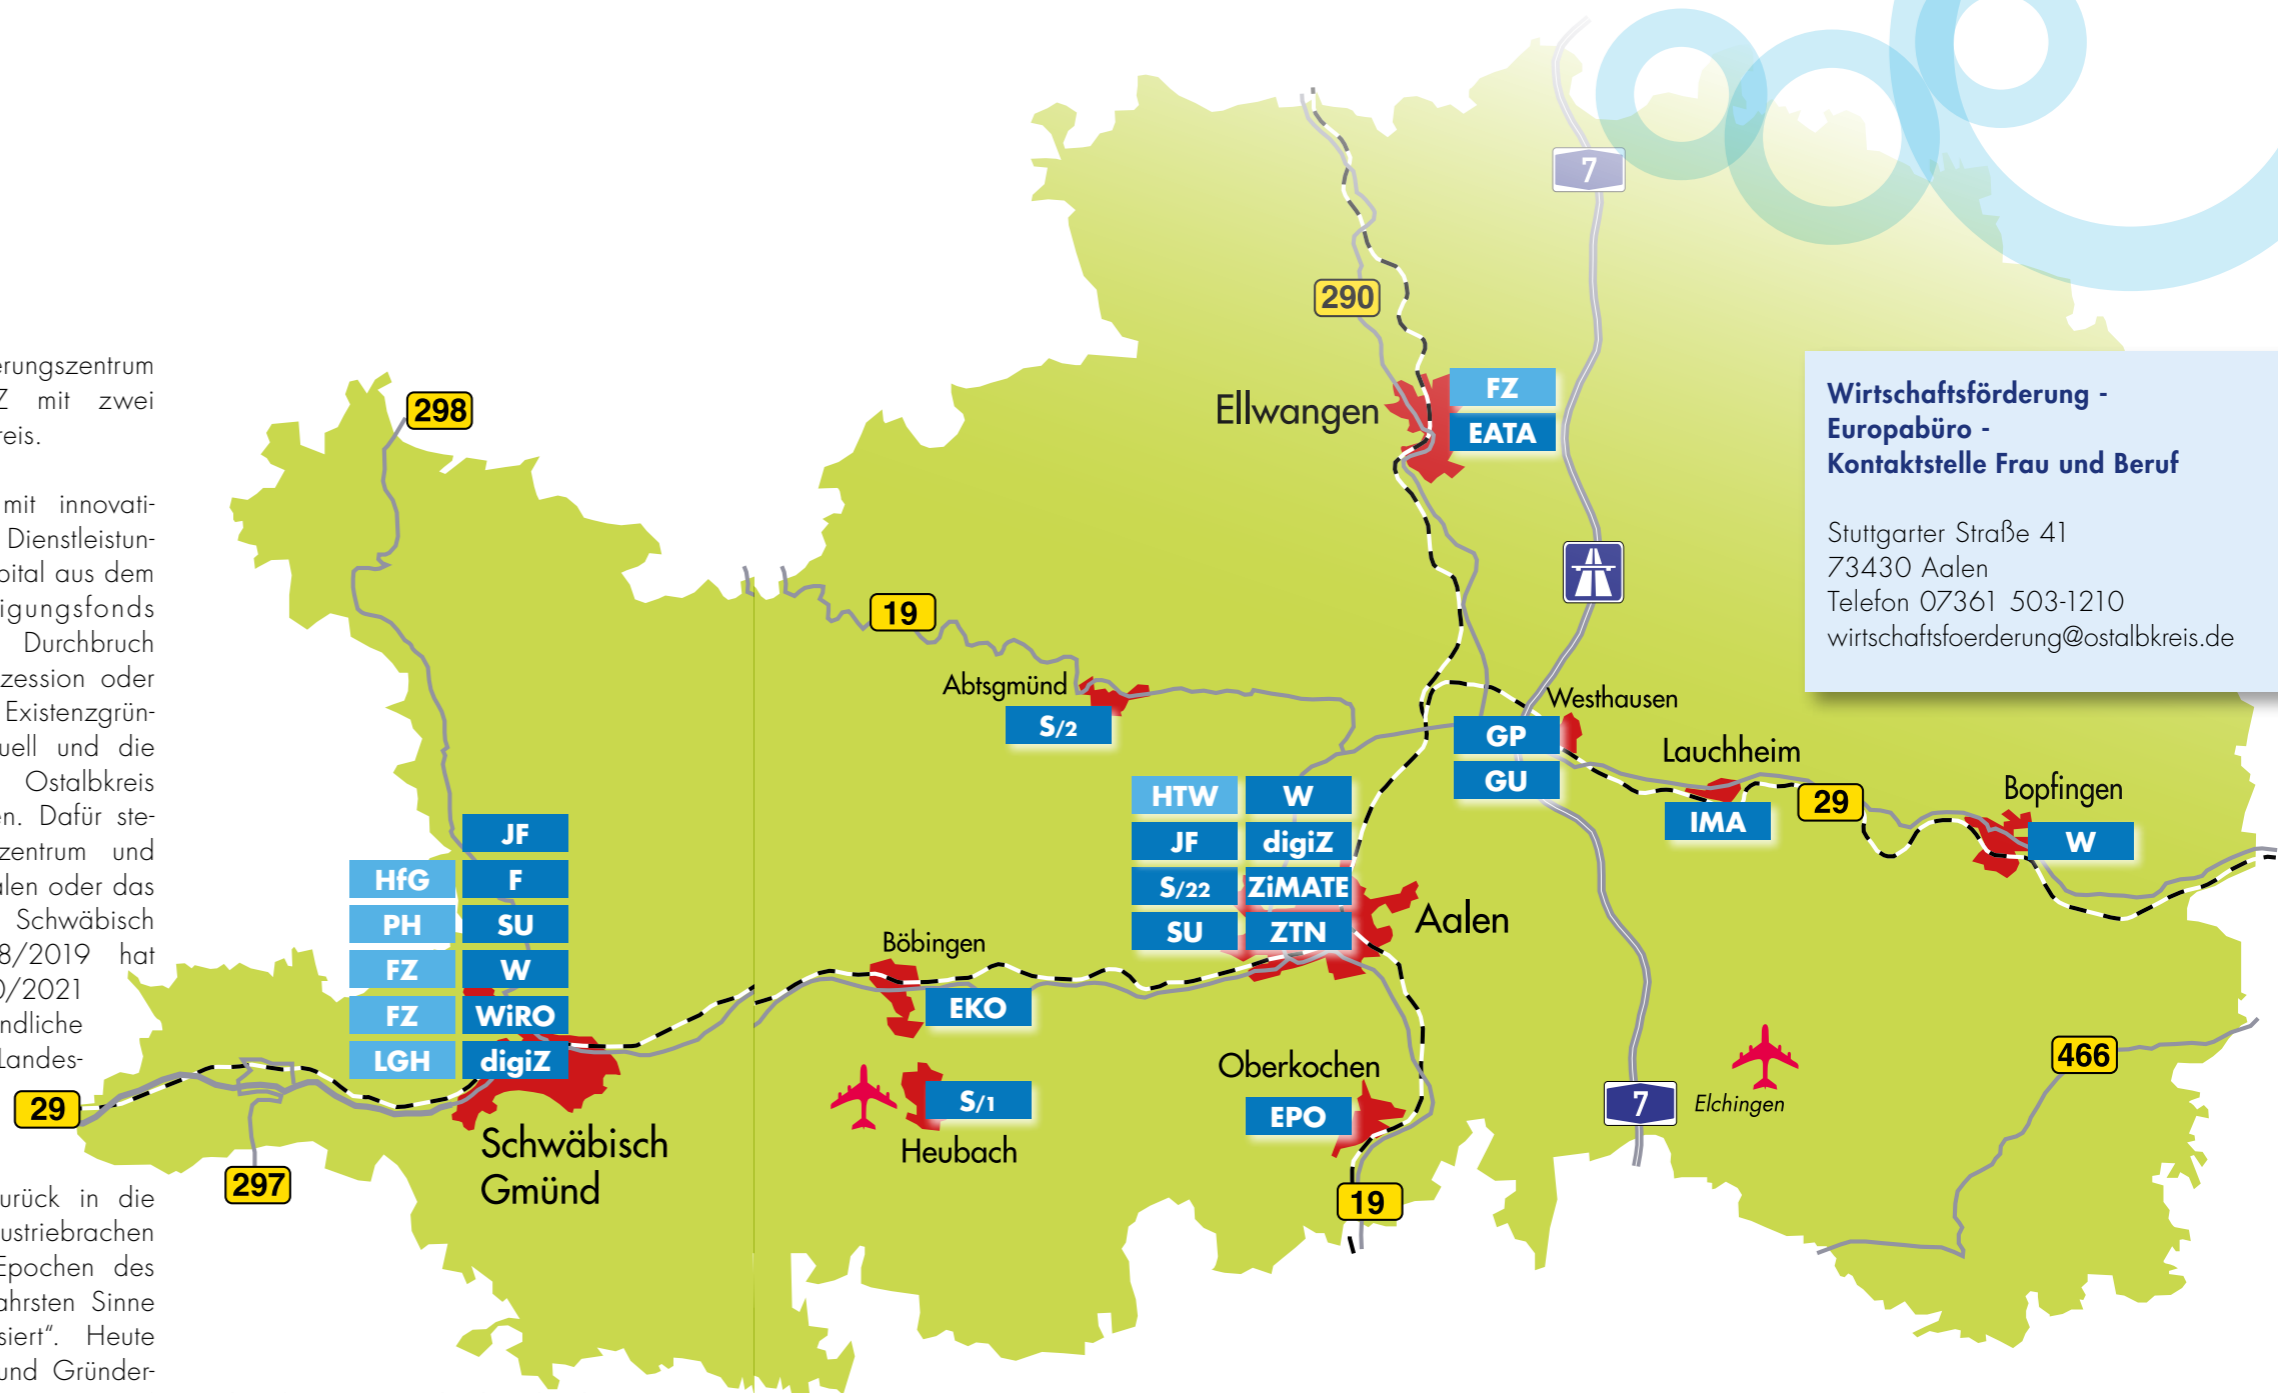 erungszentrum
Z mit zwei
reis.
mit innovati-
Dienstleistun-
pital aus dem
igungsfonds
Durchbruch
zession oder
Existenzgrün-
uell und die
Ostalbkreis
en. Dafür ste-
zentrum und
alen oder das
Schwäbisch
8/2019 hat
0/2021
ndliche
Landes-
urück in die
ustriebrachen
Epochen des
ahrsten Sinne
siert“. Heute
und Gründer-
298
7
290
Ellwangen
FZ
EATA
Wirtschaftsförderung -
Europabüro -
Kontaktstelle Frau und Beruf
Stuttgarter Straße 41
73430 Aalen
Telefon 07361 503-1210
wirtschaftsfoerderung@ostalbkreis.de
19
Abtsgmünd
S/2
Westhausen
GP
GU
Lauchheim
IMA
29
Bopfingen
W
HTW W
JF digiZ
S/22 ZiMATE
SU ZTN
Aalen
JF
HfG F
PH SU
FZ W
FZ WiRO
LGH digiZ
Schwäbisch
Gmünd
29
297
Böbingen
EKO
S/1
Heubach
Oberkochen
EPO
19
7
Elchingen
466